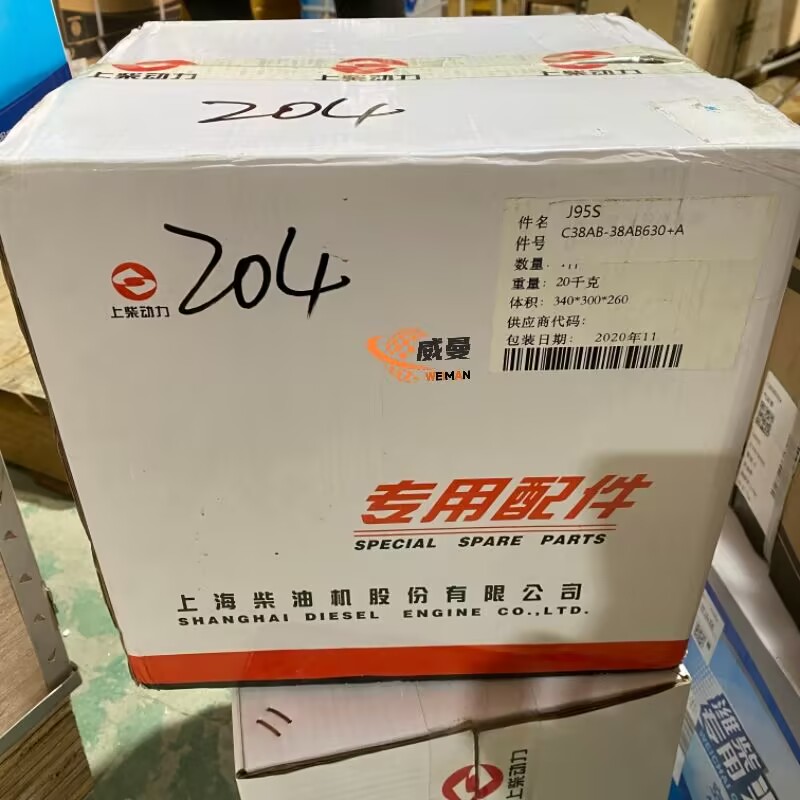 上柴动力
上柴动力
上柴动力
204
件名 J95S
件号 C38AB-38AB630+A
数量:
重量: 20千克
体积: 340*300*260
供应商代码:
包装日期: 2020年11
上柴动力
204
威曼
WEIMAN
专用配件
SPECIAL SPARE PARTS
上海柴油机股份有限公司
SHANGHAI DIESEL ENGINE CO.,LTD.
上柴动力
潍柴
专用